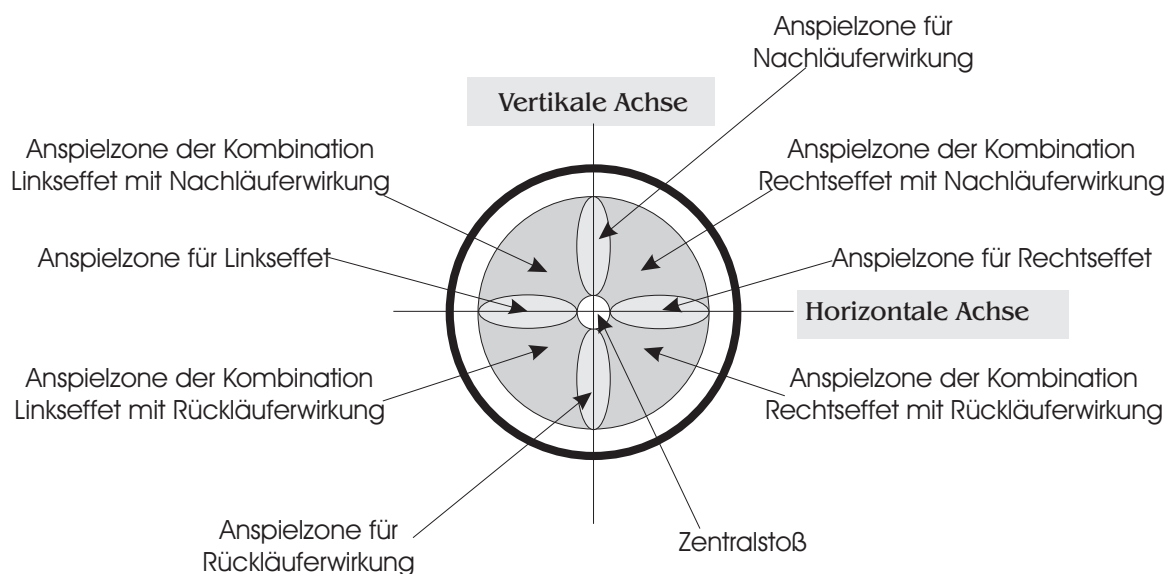 Anspielzone für
Nachläuferwirkung
Vertikale Achse
Anspielzone der Kombination
Linkseffet mit Nachläuferwirkung
Anspielzone der Kombination
Rechtseffet mit Nachläuferwirkung
Anspielzone für Linkseffet
Anspielzone für Rechtseffet
Horizontale Achse
Anspielzone der Kombination
Linkseffet mit Rückläuferwirkung
Anspielzone der Kombination
Rechtseffet mit Rückläuferwirkung
Anspielzone für
Rückläuferwirkung
Zentralstoß